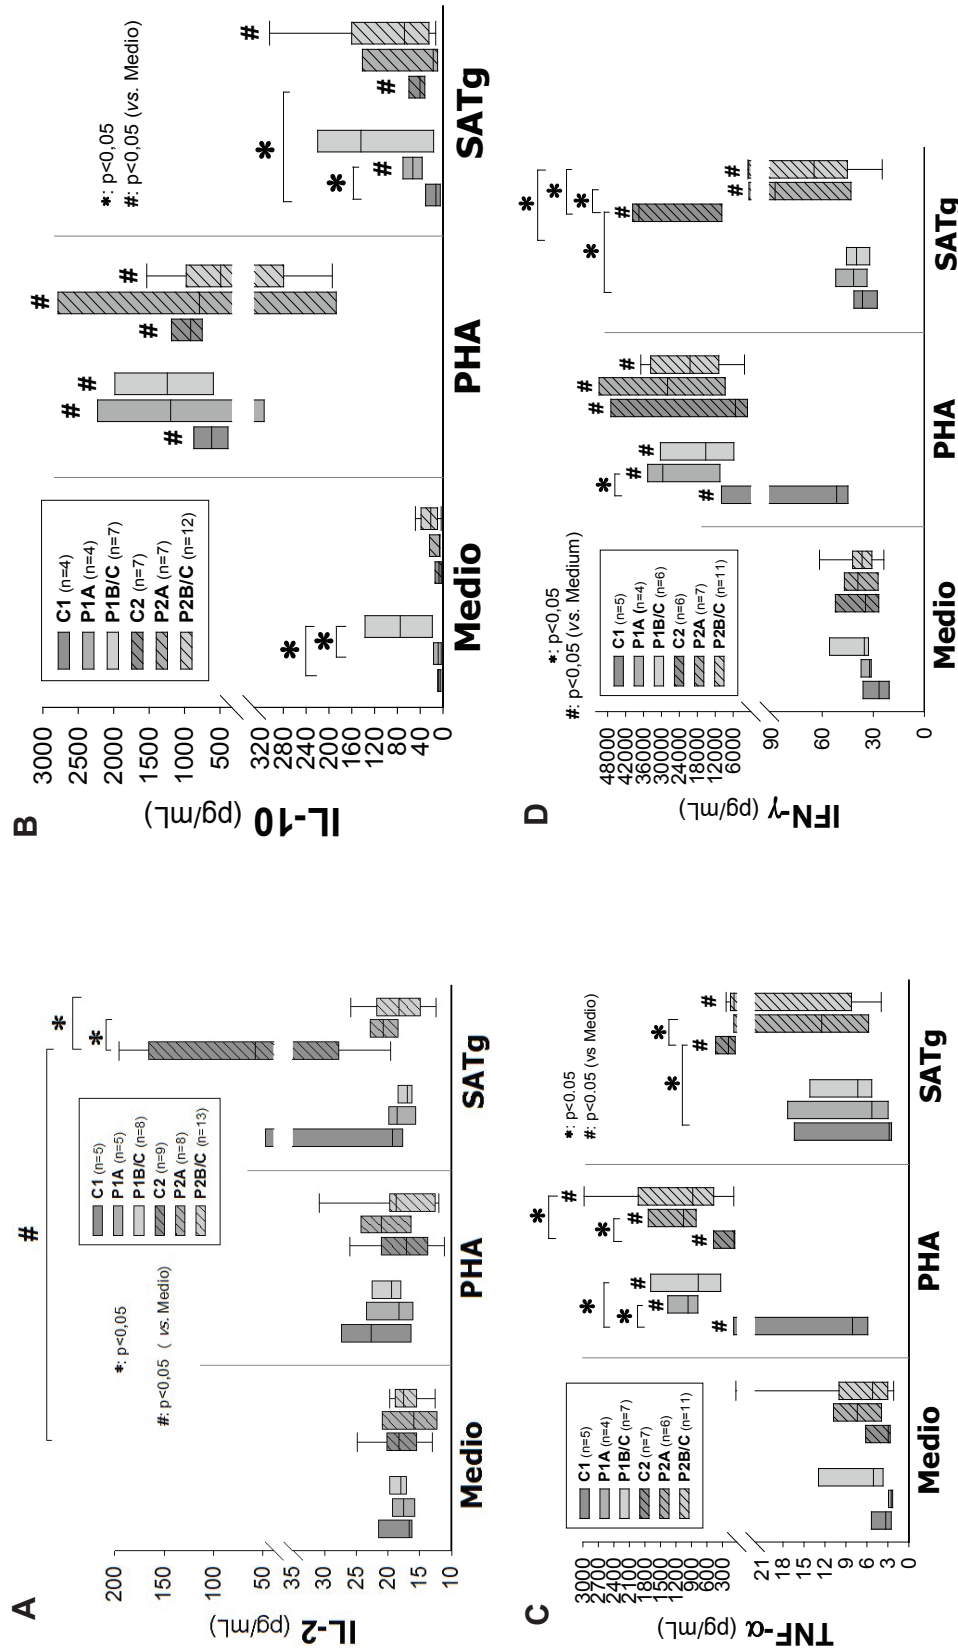 A
IL-2 (pg/mL)
200
150
100
50
35
30
25
20
15
10
#
*: p<0,05
#: p<0,05 ( vs. Medio)
C1 (n=5)
P1A (n=5)
P1B/C (n=8)
C2 (n=9)
P2A (n=8)
P2B/C (n=13)
*
*
Medio
PHA
SATg
B
IL-10 (pg/mL)
3000
2500
2000
1500
1000
500
320
280
240
200
160
120
80
40
0
C1 (n=4)
P1A (n=4)
P1B/C (n=7)
C2 (n=7)
P2A (n=7)
P2B/C (n=12)
*: p<0,05
#: p<0,05 (vs. Medio)
*
*
#
#
#
#
#
#
*
*
#
#
#
Medio
PHA
SATg
C
TNF-α (pg/mL)
3000
2700
2400
2100
1800
1500
1200
900
600
300
21
18
15
12
9
6
3
0
C1 (n=5)
P1A (n=4)
P1B/C (n=7)
C2 (n=7)
P2A (n=6)
P2B/C (n=11)
*: p<0.05
#: p<0.05 (vs Medio)
*
*
#
#
#
*
*
#
#
#
*
*
#
#
Medio
PHA
SATg
D
IFN-γ (pg/mL)
48000
42000
36000
30000
24000
18000
12000
6000
90
60
30
0
*: p<0,05
#: p<0,05 (vs. Medium)
C1 (n=5)
P1A (n=4)
P1B/C (n=6)
C2 (n=6)
P2A (n=7)
P2B/C (n=11)
*
#
#
#
#
#
#
*
*
*
*
#
#
#
Medio
PHA
SATg